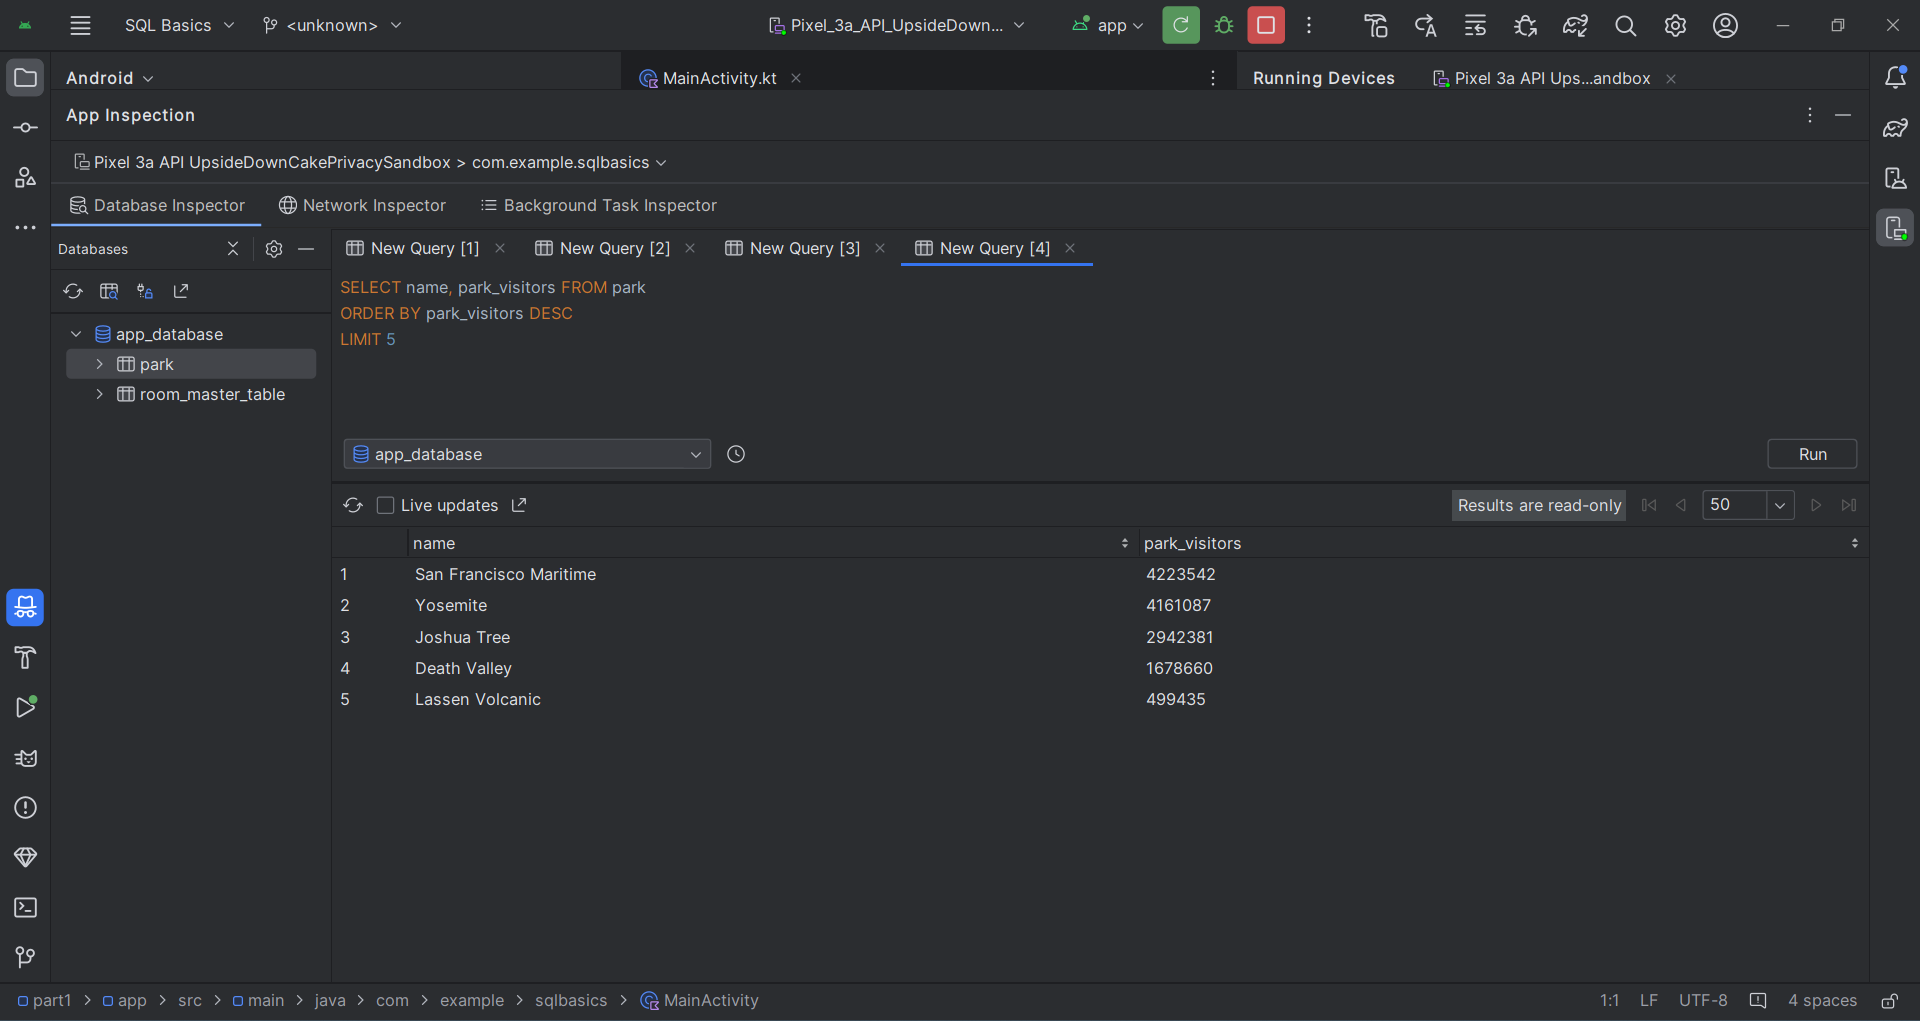 SQL Basics <unknown> Pixel_3a_API_UpsideDown... app
Android MainActivity.kt Running Devices Pixel 3a API Ups...andbox
App Inspection
Pixel 3a API UpsideDownCakePrivacySandbox > com.example.sqlbasics
Database Inspector Network Inspector Background Task Inspector
Databases New Query [1] New Query [2] New Query [3] New Query [4]
SELECT name, park_visitors FROM park
ORDER BY park_visitors DESC
LIMIT 5
app_database
park
room_master_table
app_database Run
Live updates Results are read-only 50
name park_visitors
1 San Francisco Maritime 4223542
2 Yosemite 4161087
3 Joshua Tree 2942381
4 Death Valley 1678660
5 Lassen Volcanic 499435
part1 > app > src > main > java > com > example > sqlbasics > MainActivity 1:1 LF UTF-8 4 spaces